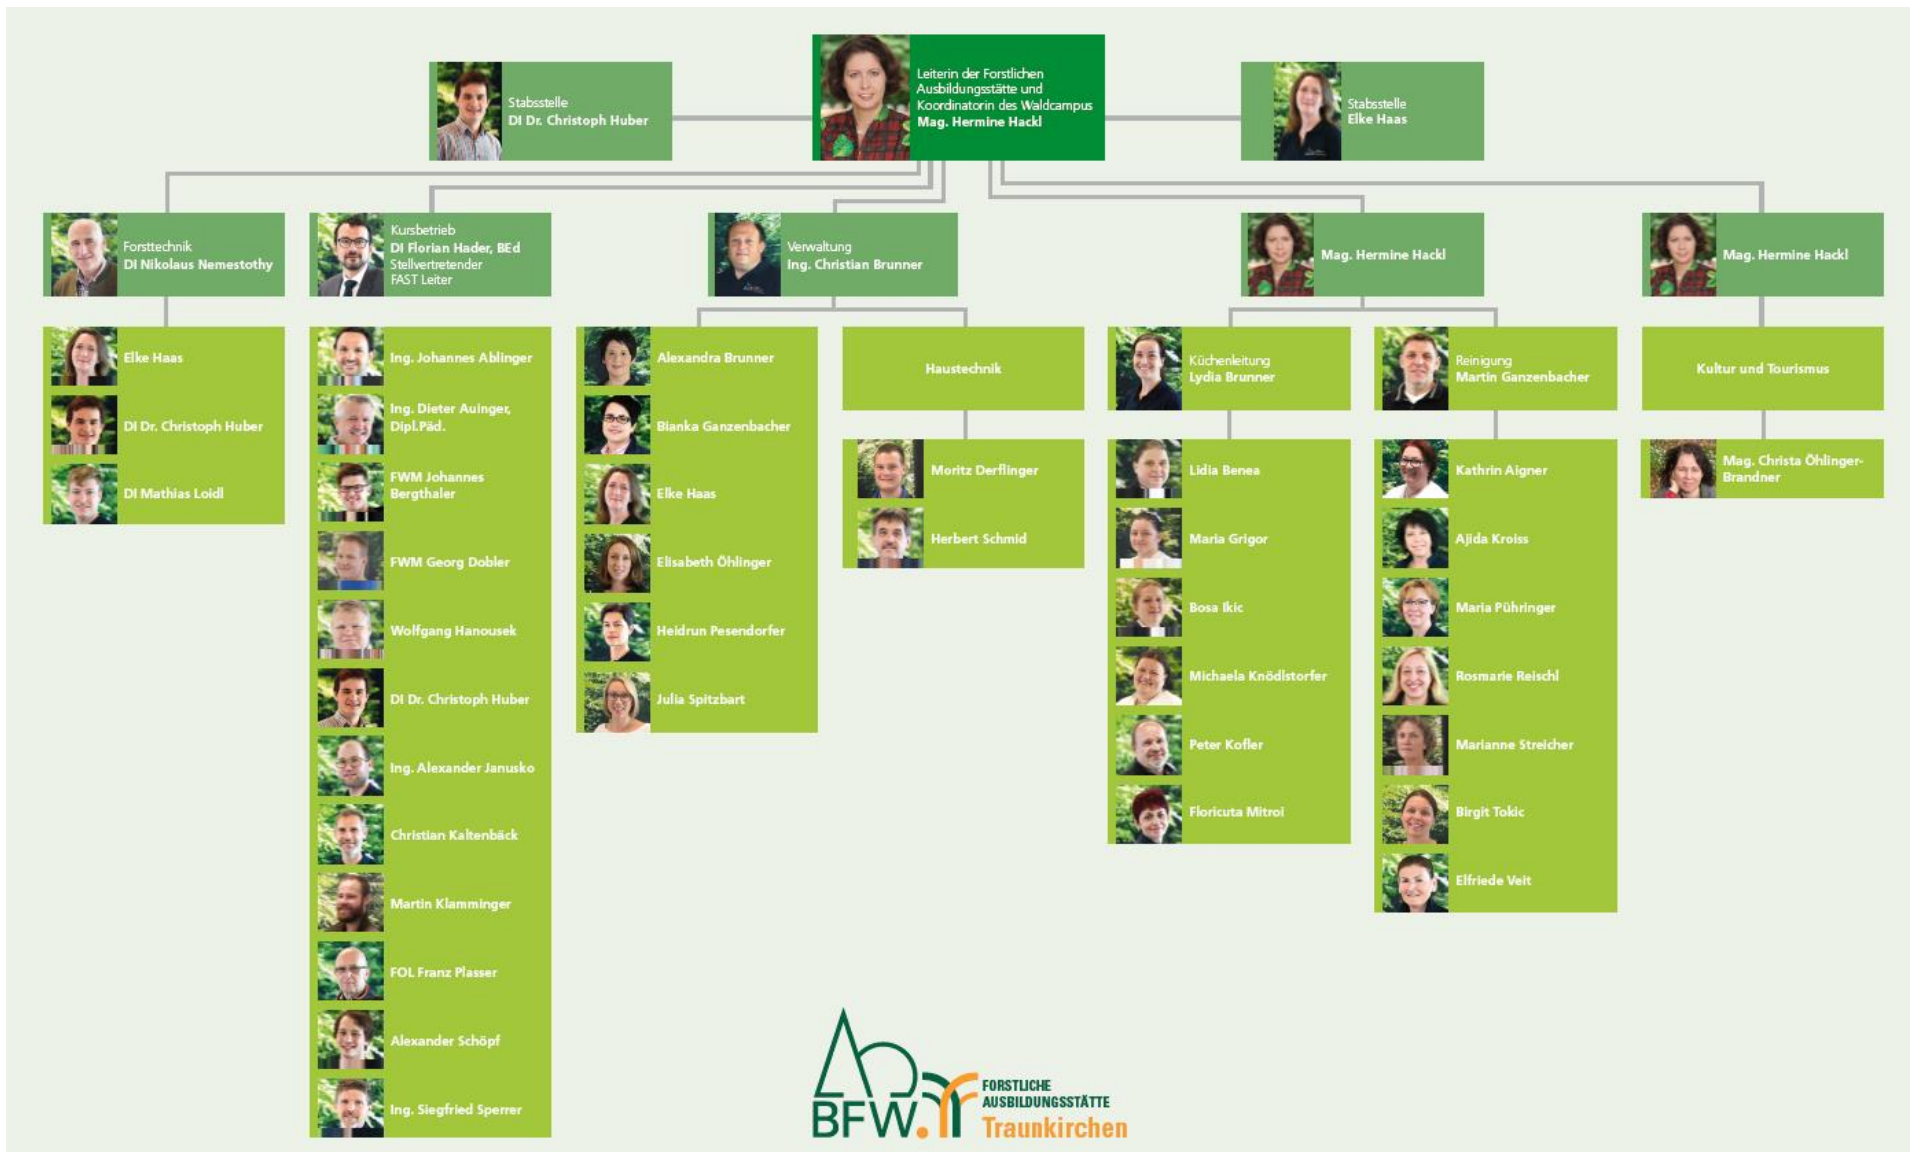 Leiterin der Forstlichen
Ausbildungsstätte und
Koordinatorin des Waldcampus
Mag. Hermine Hackl
Stabsstelle
DI Dr. Christoph Huber
Stabsstelle
Elke Haas
Forsttechnik
DI Nikolaus Nemestothy
Elke Haas
DI Dr. Christoph Huber
DI Mathias Loidl
Kursbetrieb
DI Florian Hader, BEd
Stellvertretender
FAST Leiter
Ing. Johannes Ablinger
Ing. Dieter Auinger,
Dipl.Päd.
FWM Johannes
Bergthaler
FWM Georg Dobler
Wolfgang Hanousek
DI Dr. Christoph Huber
Ing. Alexander Janusko
Christian Kaltenbäck
Martin Klamminger
FOL Franz Plasser
Alexander Schöpf
Ing. Siegfried Sperrer
Verwaltung
Ing. Christian Brunner
Alexandra Brunner
Bianka Ganzenbacher
Elke Haas
Elisabeth Öhlinger
Heidrun Pesendorfer
Julia Spitzbart
Haustechnik
Moritz Derflinger
Herbert Schmid
Mag. Hermine Hackl
Küchenleitung
Lydia Brunner
Lidia Benea
Maria Grigor
Bosa Ikic
Michaela Knödlstorfer
Peter Kofler
Floricuta Mitroi
Reinigung
Martin Ganzenbacher
Kathrin Aigner
Ajida Kroiss
Maria Pühringer
Rosmarie Reischl
Marianne Streicher
Birgit Tokic
Elfriede Veit
Mag. Hermine Hackl
Kultur und Tourismus
Mag. Christa Öhlinger-
Brandner
BFW.
FORSTLICHE
AUSBILDUNGSSTÄTTE
Traunkirchen